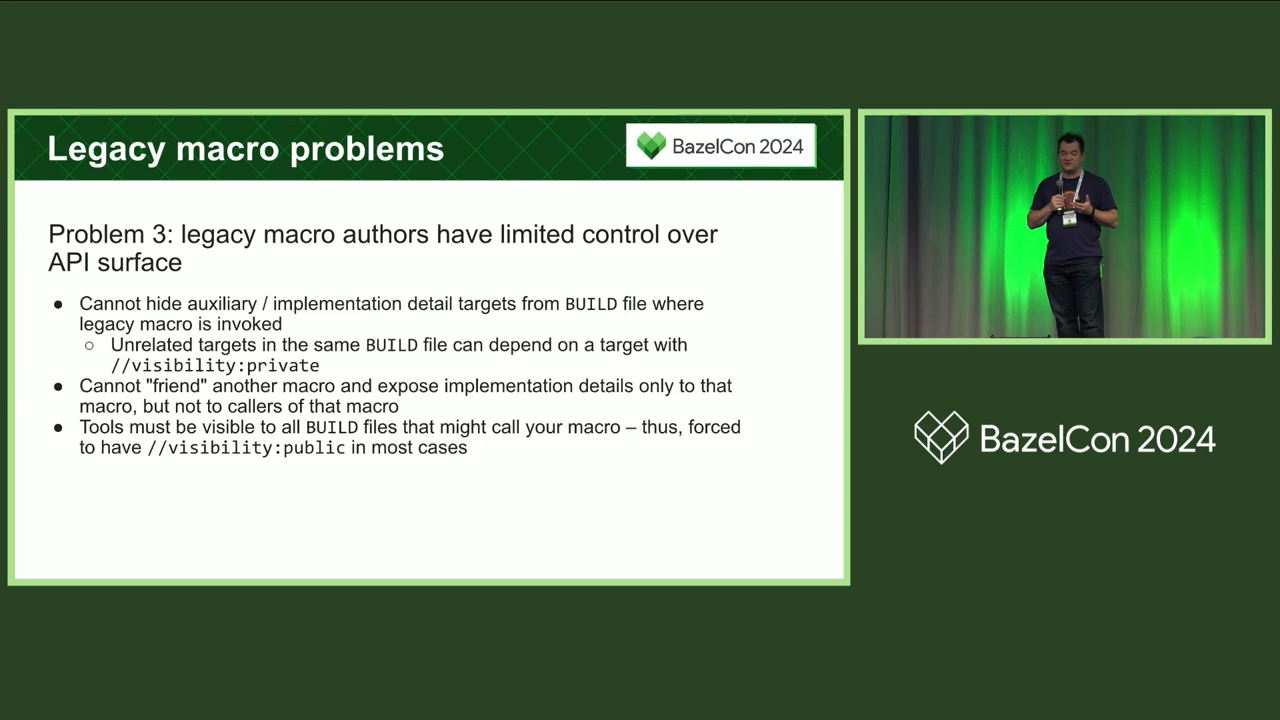 Legacy macro problems
BazelCon 2024
Problem 3: legacy macro authors have limited control over
API surface
● Cannot hide auxiliary / implementation detail targets from BUILD file where
legacy macro is invoked
○ Unrelated targets in the same BUILD file can depend on a target with
//visibility:private
● Cannot "friend" another macro and expose implementation details only to that
macro, but not to callers of that macro
● Tools must be visible to all BUILD files that might call your macro – thus, forced
to have //visibility:public in most cases
BazelCon 2024